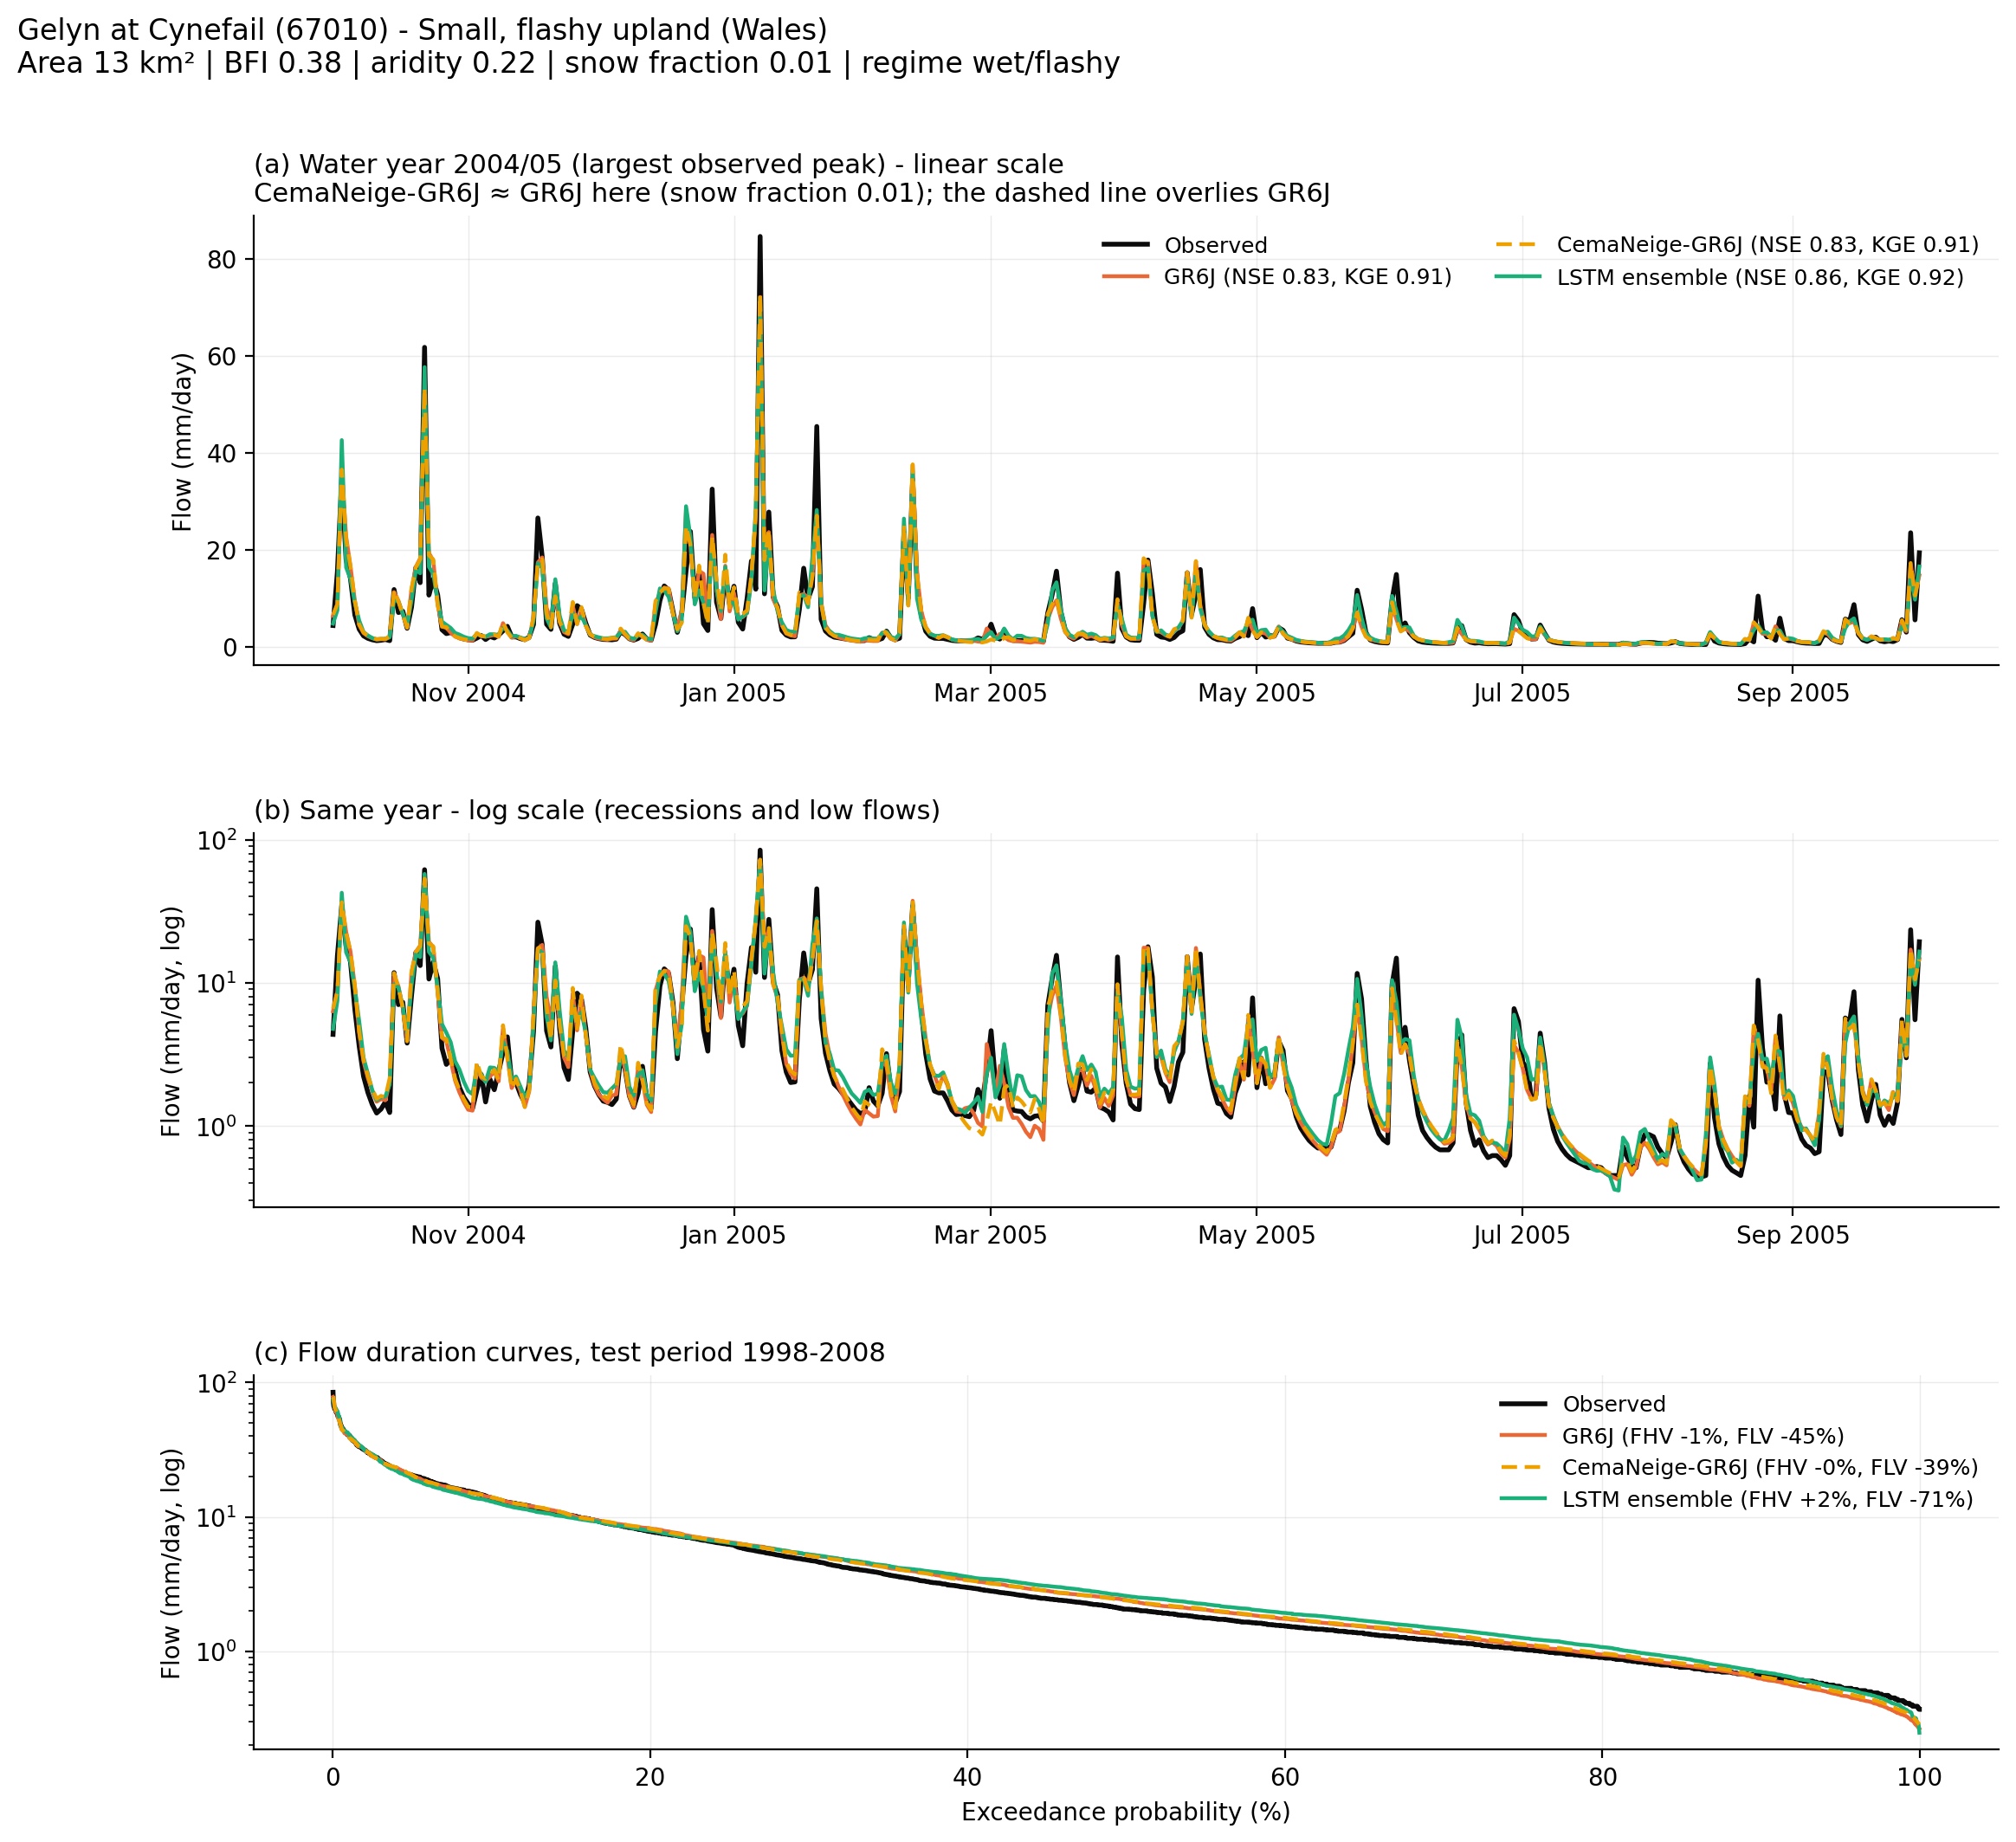 Gelyn at Cynefail (67010) - Small, flashy upland (Wales)
Area 13 km² | BFI 0.38 | aridity 0.22 | snow fraction 0.01 | regime wet/flashy
(a) Water year 2004/05 (largest observed peak) - linear scale
CemaNeige-GR6J ≈ GR6J here (snow fraction 0.01); the dashed line overlies GR6J
Observed
GR6J (NSE 0.83, KGE 0.91)
CemaNeige-GR6J (NSE 0.83, KGE 0.91)
LSTM ensemble (NSE 0.86, KGE 0.92)
Flow (mm/day)
80
60
40
20
0
Nov 2004
Jan 2005
Mar 2005
May 2005
Jul 2005
Sep 2005
(b) Same year - log scale (recessions and low flows)
Flow (mm/day, log)
10²
10¹
10⁰
Nov 2004
Jan 2005
Mar 2005
May 2005
Jul 2005
Sep 2005
(c) Flow duration curves, test period 1998-2008
Observed
GR6J (FHV -1%, FLV -45%)
CemaNeige-GR6J (FHV -0%, FLV -39%)
LSTM ensemble (FHV +2%, FLV -71%)
Flow (mm/day, log)
10²
10¹
10⁰
0
20
40
60
80
100
Exceedance probability (%)